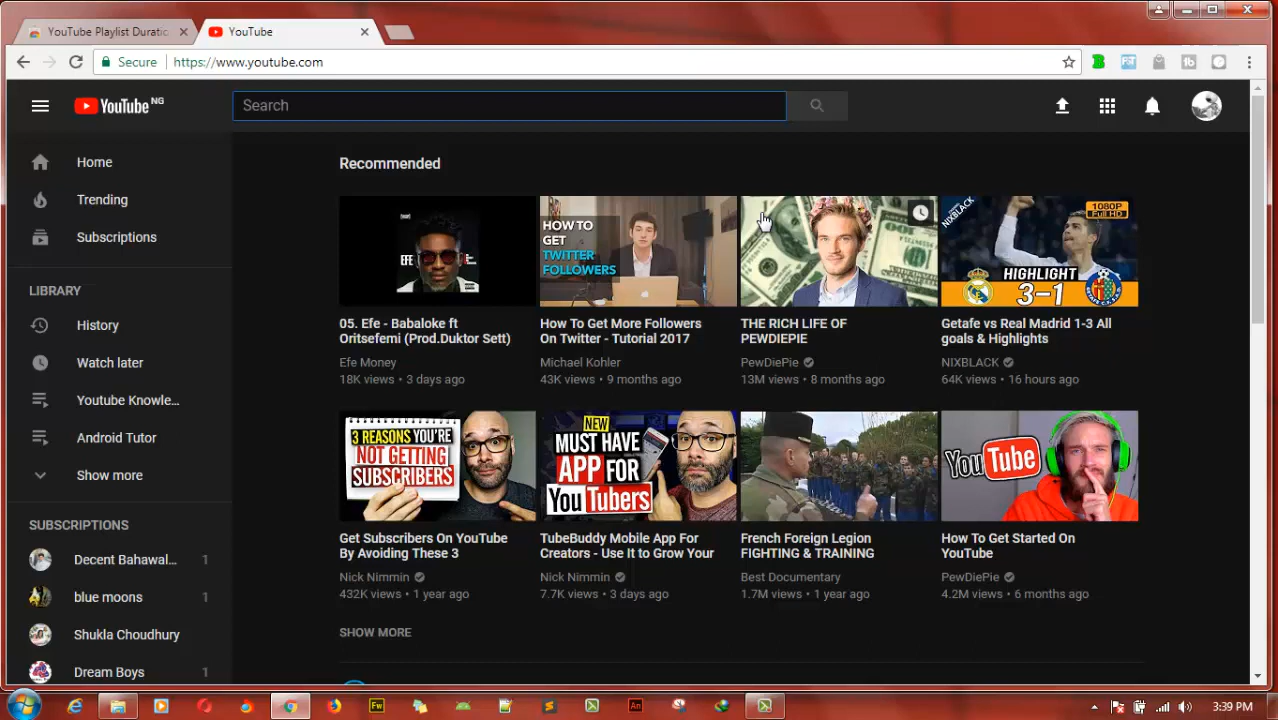 YouTube Playlist Duratic
YouTube
Secure
https://www.youtube.com
YouTube NG
Search
Home
Trending
Subscriptions
LIBRARY
History
Watch later
Youtube Knowle...
Android Tutor
Show more
SUBSCRIPTIONS
Decent Bahawal... 1
blue moons 1
Shukla Choudhury
Dream Boys 1
Recommended
EFE
05. Efe - Babaloke ft
Oritsefemi (Prod.Duktor Sett)
Efe Money
18K views • 3 days ago
HOW TO
GET
TWITTER
FOLLOWERS
How To Get More Followers
On Twitter - Tutorial 2017
Michael Kohler
43K views • 9 months ago
THE RICH LIFE OF
PEWDIEPIE
PewDiePie
13M views • 8 months ago
NIXBLACK
1080P
Full HD
HIGHLIGHT
3-1
Getafe vs Real Madrid 1-3 All
goals & Highlights
NIXBLACK
64K views • 16 hours ago
3 REASONS YOU'RE
NOT GETTING
SUBSCRIBERS
Get Subscribers On YouTube
By Avoiding These 3
Nick Nimmin
432K views • 1 year ago
NEW
MUST HAVE
APP FOR
YouTubers
TubeBuddy Mobile App For
Creators - Use It to Grow Your
Nick Nimmin
7.7K views • 3 days ago
French Foreign Legion
FIGHTING & TRAINING
Best Documentary
1.7M views • 1 year ago
YouTube
How To Get Started On
YouTube
PewDiePie
4.2M views • 6 months ago
SHOW MORE
Fw
An
3:39 PM